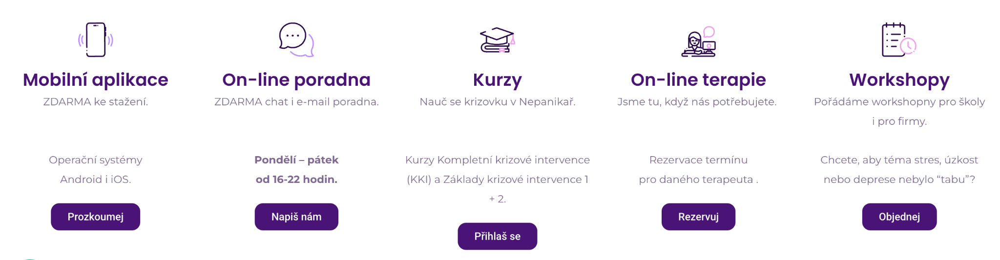 Mobilní aplikace
ZDARMA ke stažení.
Operační systémy
Android i iOS.
Prozkoumej
On-line poradna
ZDARMA chat i e-mail poradna.
Pondělí – pátek
od 16-22 hodin.
Napiš nám
Kurzy
Nauč se krizovku v Nepanikař.
Kurzy Kompletní krizové intervence
(KKI) a Základy krizové intervence 1
+ 2.
Přihlaš se
On-line terapie
Jsme tu, když nás potřebujete.
Rezervace termínu
pro daného terapeuta .
Rezervuj
Workshopy
Pořádáme workshopny pro školy
i pro firmy.
Chcete, aby téma stres, úzkost
nebo deprese nebylo “tabu”?
Objednej